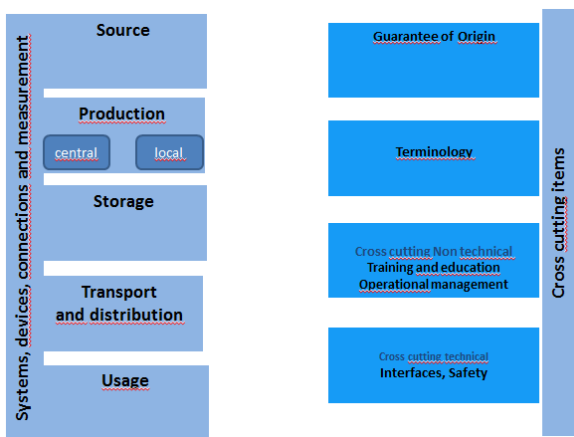 Systems, devices, connections and measurement
Source
Production
central
local
Storage
Transport
and distribution
Usage
Guarantee of Origin
Terminology
Cross cutting Non technical
Training and education
Operational management
Cross cutting technical
Interfaces, Safety
Cross cutting items